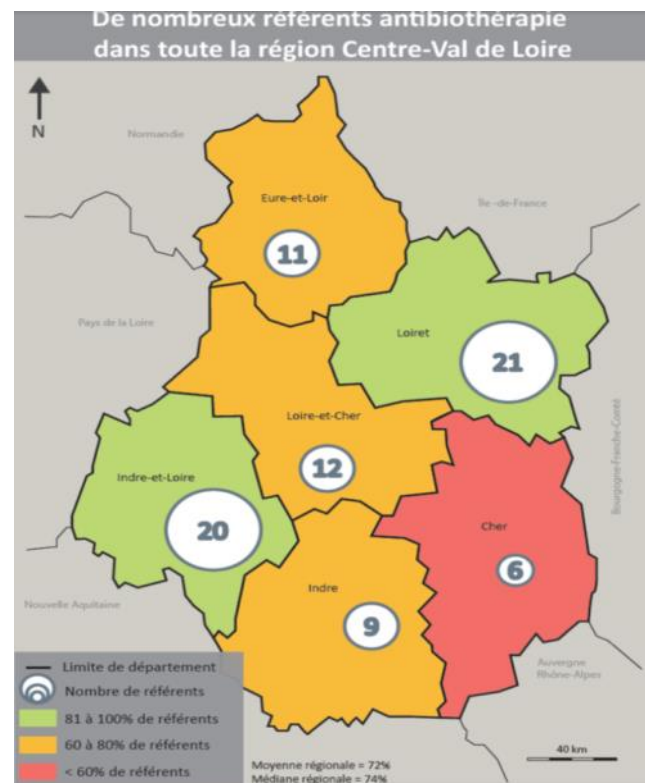 De nombreux référents antibiothérapie
dans toute la région Centre-Val de Loire
N
Normandie
Eure-et-Loir
Île -de-France
11
Pays de la Loire
Loiret
21
Loire-et-Cher
12
Bourgogne-Franche-Comté
Indre-et-Loire
20
Cher
6
Indre
9
Nouvelle Aquitaine
Auvergne
Rhône-Alpes
Limite de département
Nombre de référents
81 à 100% de référents
60 à 80% de référents
< 60% de référents
Moyenne régionale = 72%
Médiane régionale = 74%
40 km